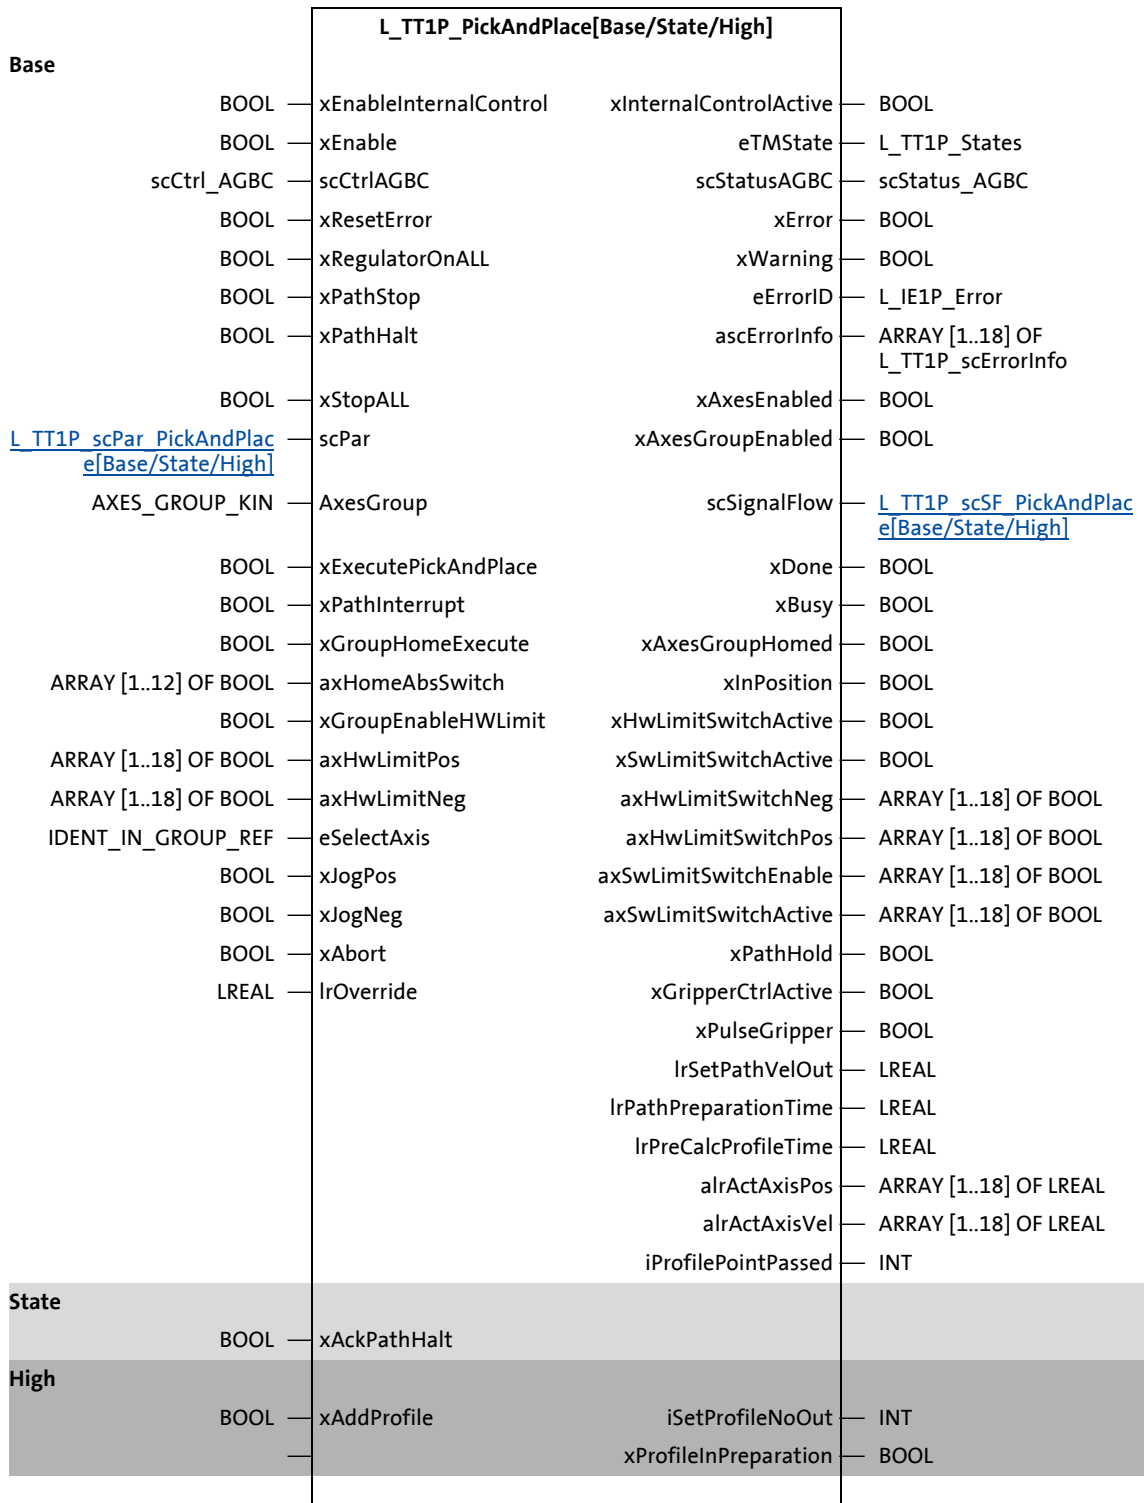 L_TT1P_PickAndPlace[Base/State/High]
Base
BOOL xEnableInternalControl xInternalControlActive BOOL
BOOL xEnable eTMState L_TT1P_States
scCtrl_AGBC scCtrlAGBC scStatusAGBC scStatus_AGBC
BOOL xResetError xError BOOL
BOOL xRegulatorOnALL xWarning BOOL
BOOL xPathStop eErrorID L_IE1P_Error
BOOL xPathHalt ascErrorInfo ARRAY [1..18] OF
L_TT1P_scErrorInfo
BOOL xStopALL xAxesEnabled BOOL
L_TT1P_scPar_PickAndPlac scPar xAxesGroupEnabled BOOL
e[Base/State/High]
AXES_GROUP_KIN AxesGroup scSignalFlow L_TT1P_scSF_PickAndPlac
e[Base/State/High]
BOOL xExecutePickAndPlace xDone BOOL
BOOL xPathInterrupt xBusy BOOL
BOOL xGroupHomeExecute xAxesGroupHomed BOOL
ARRAY [1..12] OF BOOL axHomeAbsSwitch xInPosition BOOL
BOOL xGroupEnableHWLimit xHwLimitSwitchActive BOOL
ARRAY [1..18] OF BOOL axHwLimitPos xSwLimitSwitchActive BOOL
ARRAY [1..18] OF BOOL axHwLimitNeg axHwLimitSwitchNeg ARRAY [1..18] OF BOOL
IDENT_IN_GROUP_REF eSelectAxis axHwLimitSwitchPos ARRAY [1..18] OF BOOL
BOOL xJogPos axSwLimitSwitchEnable ARRAY [1..18] OF BOOL
BOOL xJogNeg axSwLimitSwitchActive ARRAY [1..18] OF BOOL
BOOL xAbort xPathHold BOOL
LREAL lrOverride xGripperCtrlActive BOOL
xPulseGripper BOOL
lrSetPathVelOut LREAL
lrPathPreparationTime LREAL
lrPreCalcProfileTime LREAL
alrActAxisPos ARRAY [1..18] OF LREAL
alrActAxisVel ARRAY [1..18] OF LREAL
iProfilePointPassed INT
State
BOOL xAckPathHalt
High
BOOL xAddProfile iSetProfileNoOut INT
xProfileInPreparation BOOL